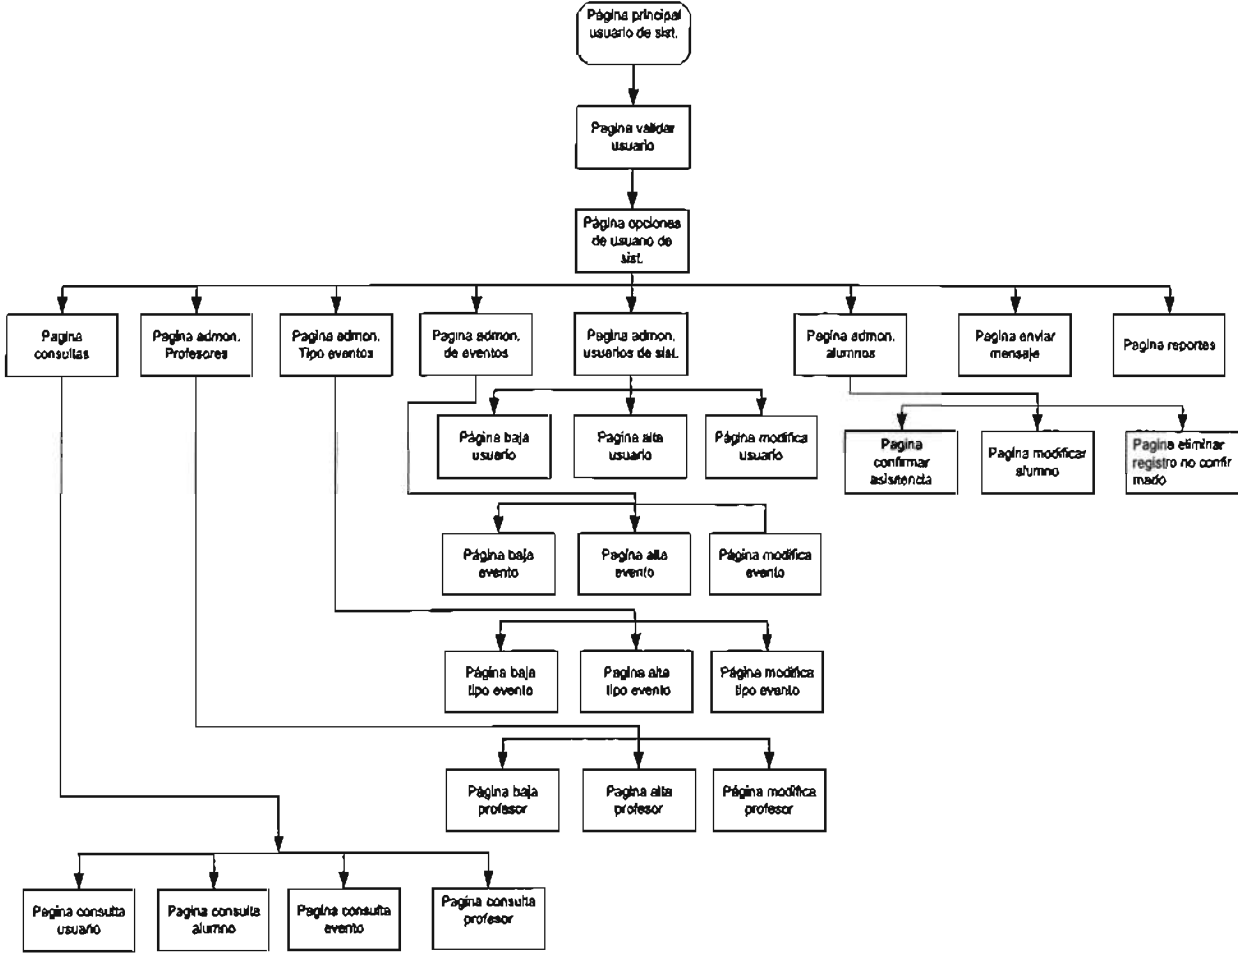 Página principal
usuario de sist.
Pagina validar
usuario
Página opciones
de usuario de
sist.
Pagina
consultas
Pagina admon.
Profesores
Pagina admon.
Tipo eventos
Pagina admon.
de eventos
Pagina admon.
usuarios de sist.
Pagina admon.
alumnos
Pagina enviar
mensaje
Pagina reportes
Página baja
usuario
Pagina alta
usuario
Página modifica
usuario
Pagina
confirmar
asistencia
Pagina modificar
alumno
Pagina eliminar
registro no confir
mado
Página baja
evento
Pagina alta
evento
Página modifica
evento
Página baja
tipo evento
Pagina alta
tipo evento
Página modifica
tipo evento
Página baja
profesor
Pagina alta
profesor
Página modifica
profesor
Pagina consulta
usuario
Pagina consulta
alumno
Pagina consulta
evento
Pagina consulta
profesor